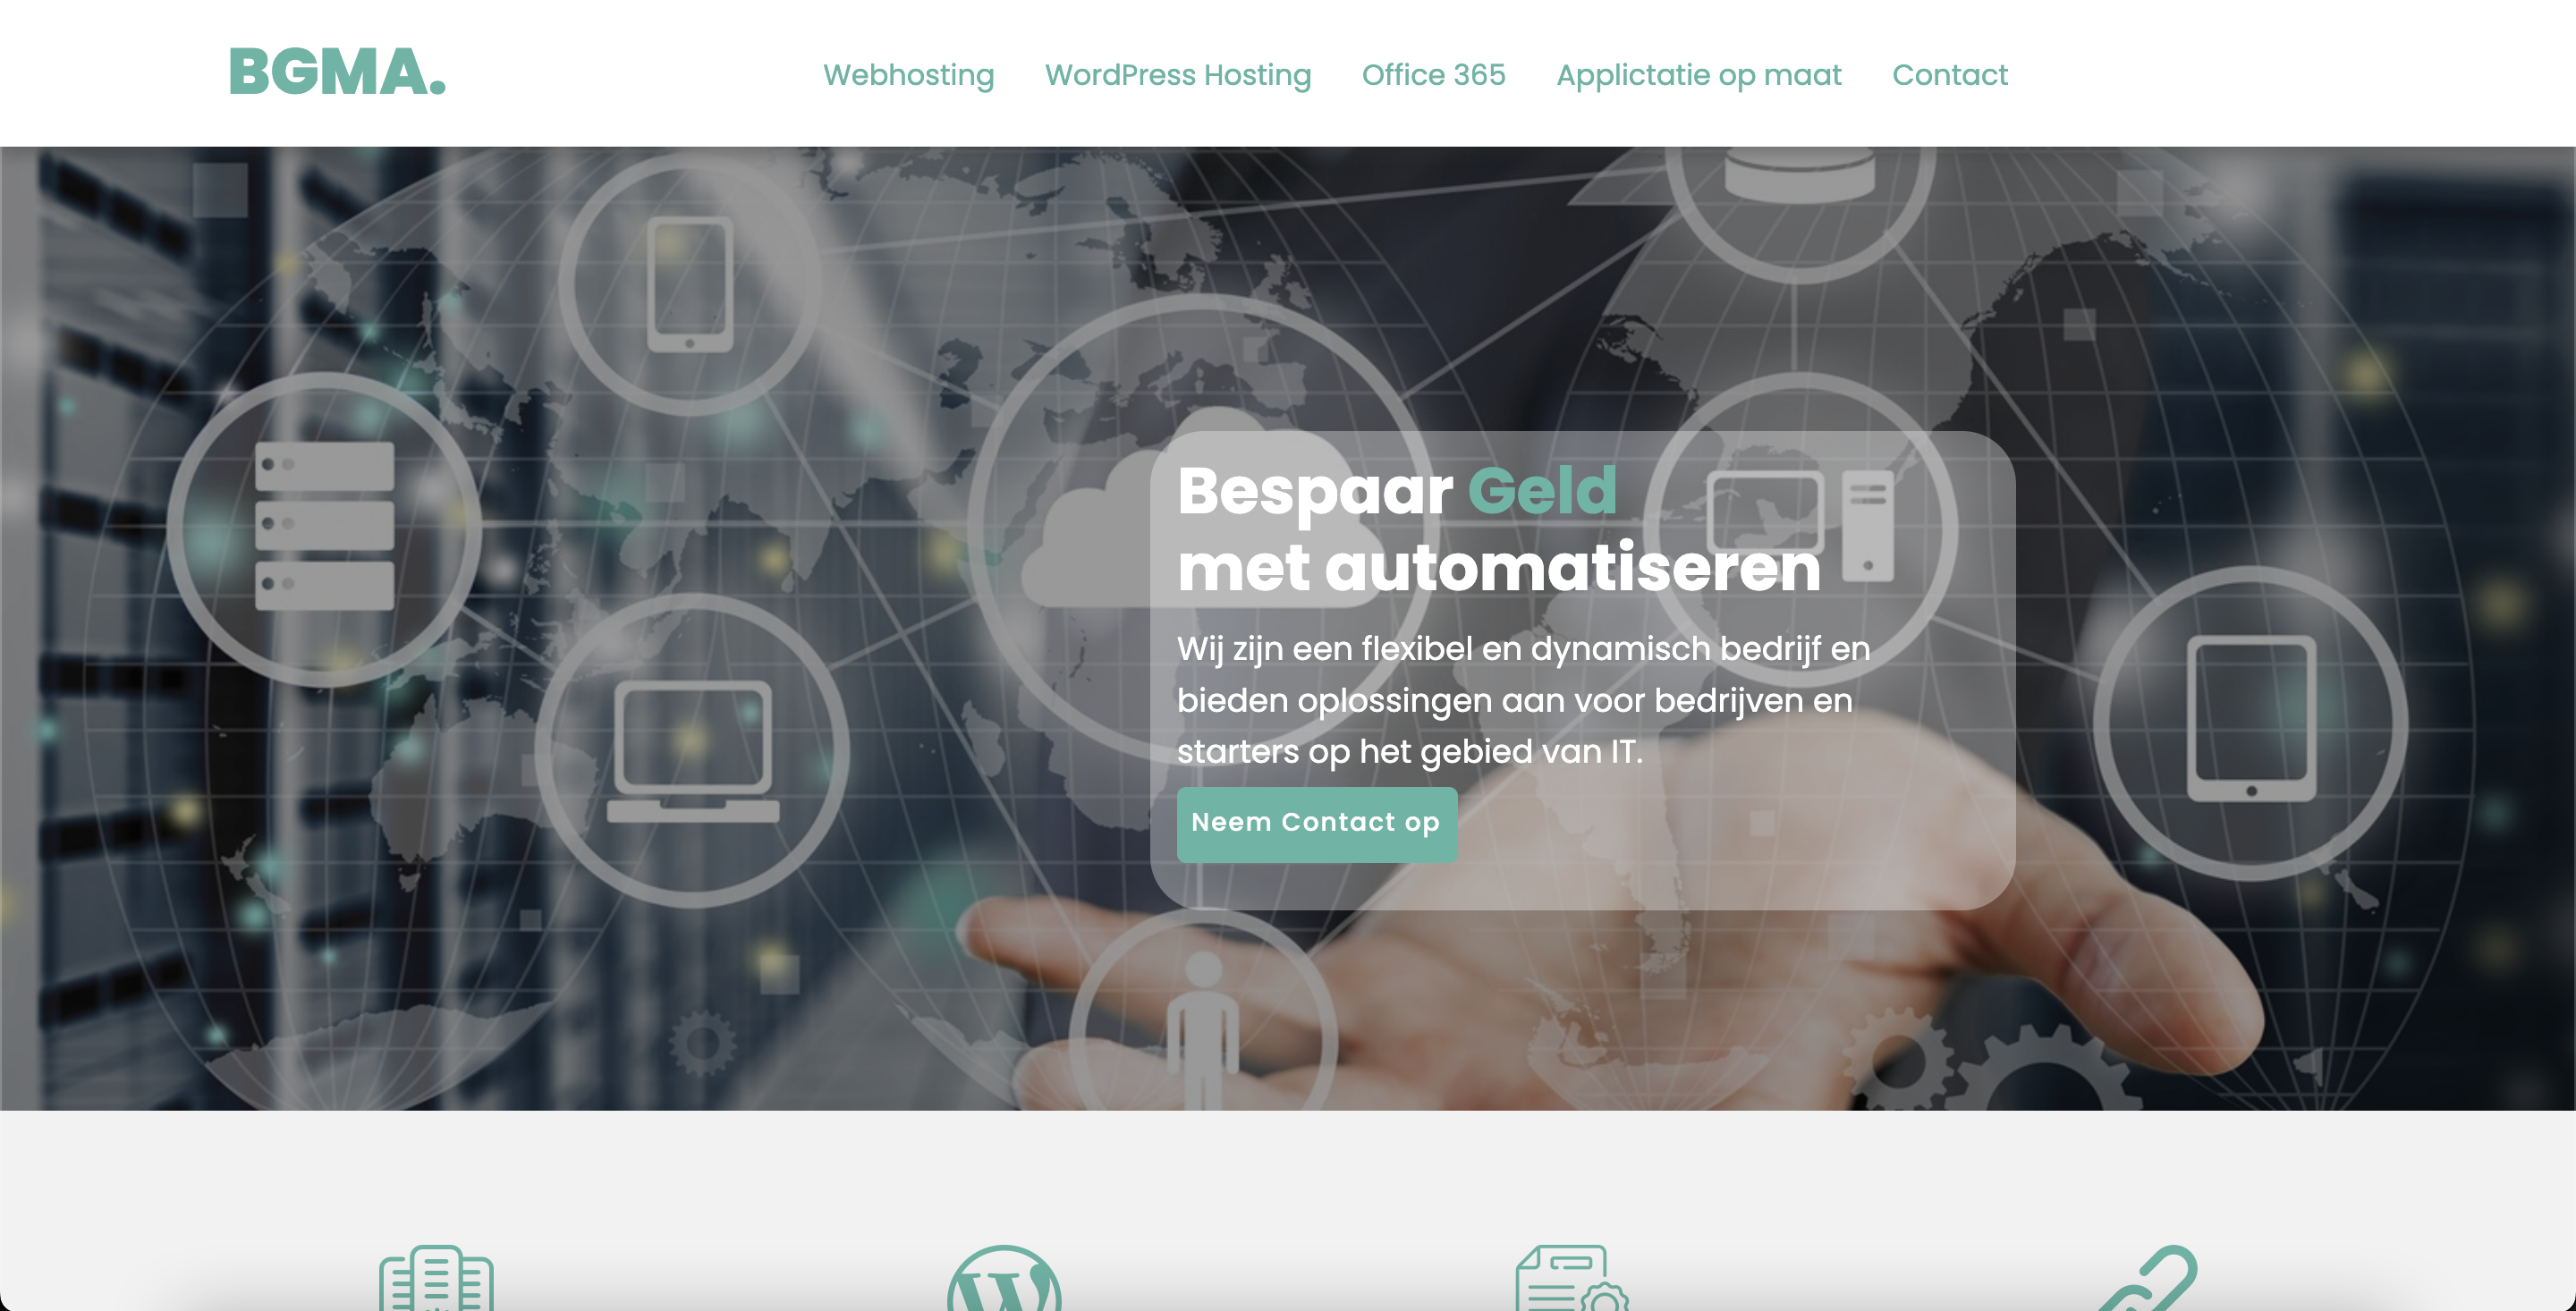 BGMA.
Webhosting
WordPress Hosting
Office 365
Applictatie op maat
Contact
Bespaar Geld
met automatiseren
Wij zijn een flexibel en dynamisch bedrijf en
bieden oplossingen aan voor bedrijven en
starters op het gebied van IT.
Neem Contact op